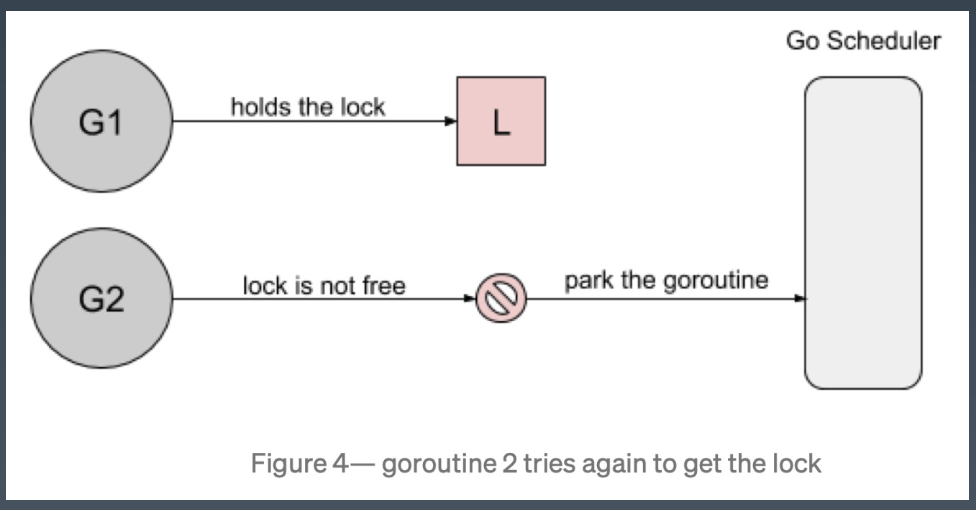 Go Scheduler
G1
holds the lock
L
G2
lock is not free
park the goroutine
Figure 4— goroutine 2 tries again to get the lock